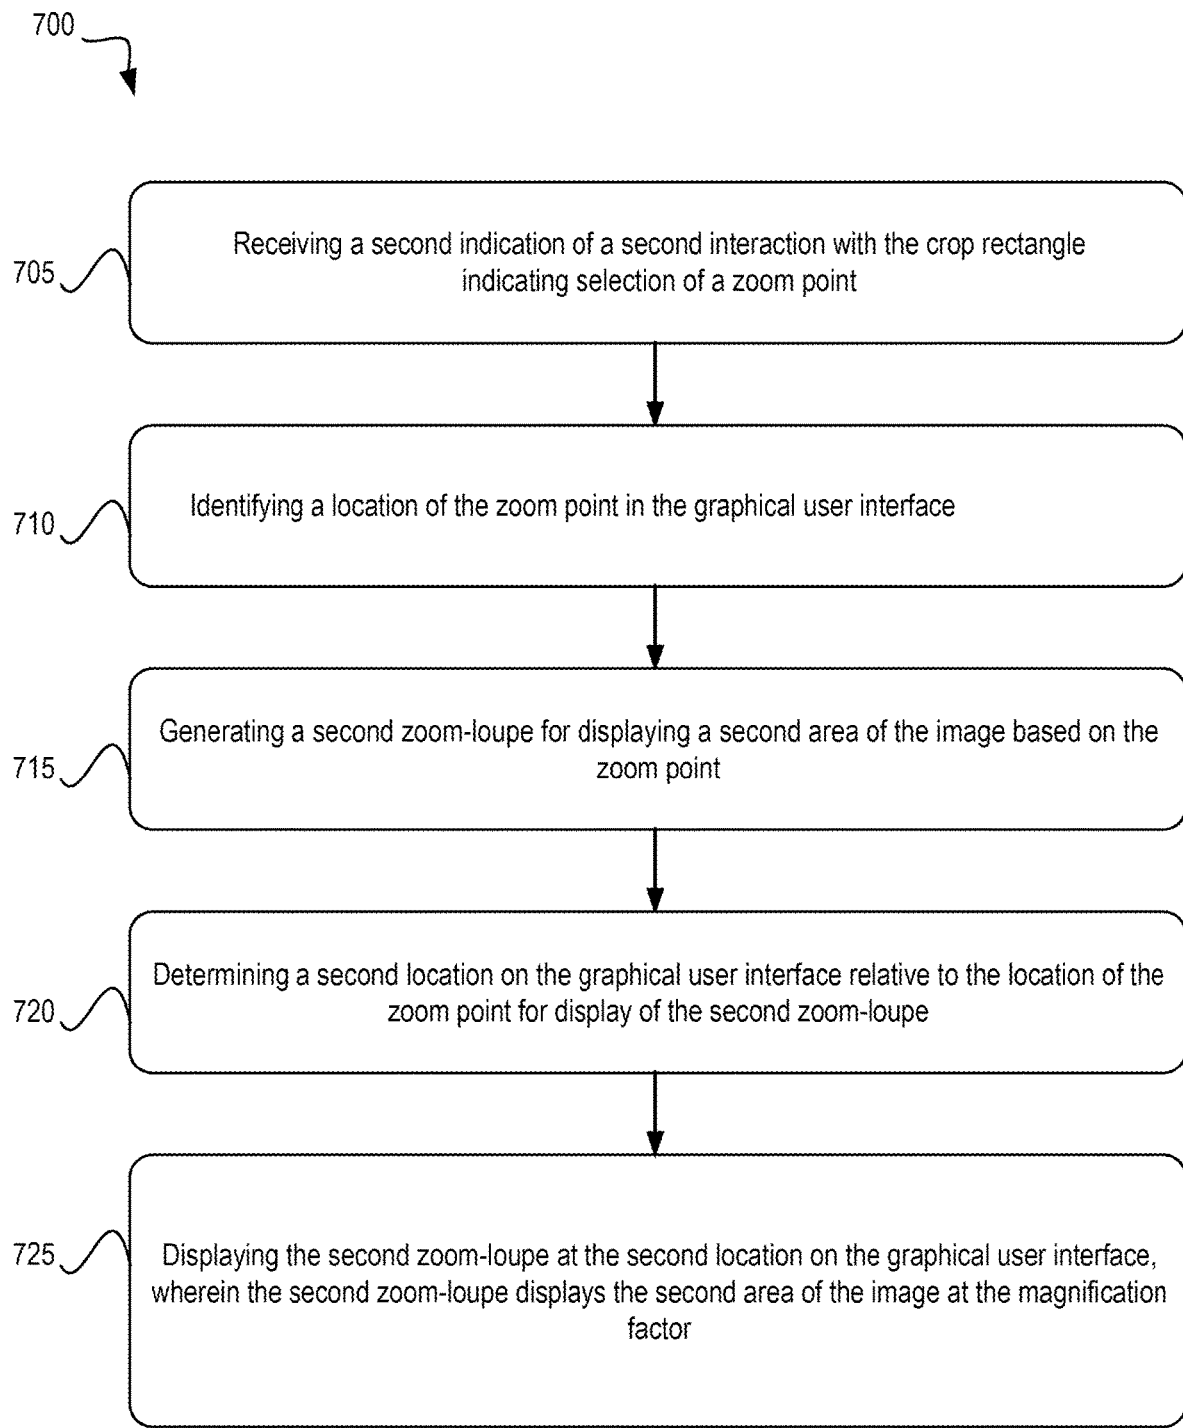 700
705
Receiving a second indication of a second interaction with the crop rectangle
indicating selection of a zoom point
710
Identifying a location of the zoom point in the graphical user interface
715
Generating a second zoom-loupe for displaying a second area of the image based on the
zoom point
720
Determining a second location on the graphical user interface relative to the location of the
zoom point for display of the second zoom-loupe
725
Displaying the second zoom-loupe at the second location on the graphical user interface,
wherein the second zoom-loupe displays the second area of the image at the magnification
factor